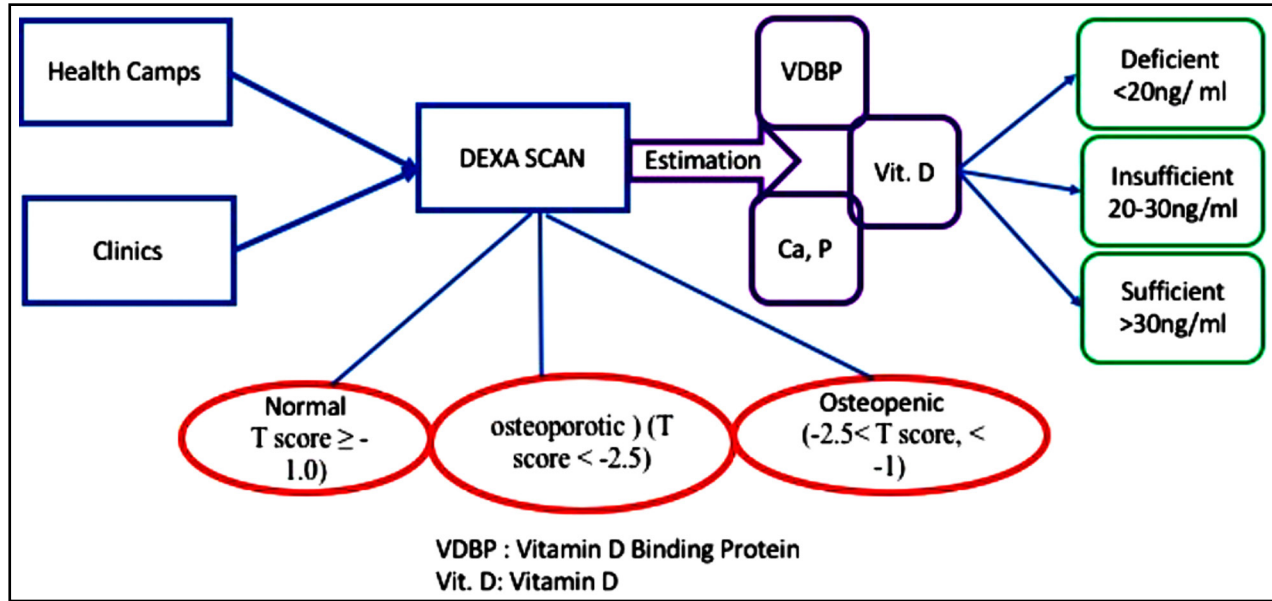 Health Camps
Clinics
DEXA SCAN
Estimation
VDBP
Vit. D
Ca, P
Deficient
<20ng/ ml
Insufficient
20-30ng/ml
Sufficient
>30ng/ml
Normal
T score ≥ -
1.0)
osteoporotic ) (T
score < -2.5)
Osteopenic
(-2.5< T score, <
-1)
VDBP : Vitamin D Binding Protein
Vit. D: Vitamin D